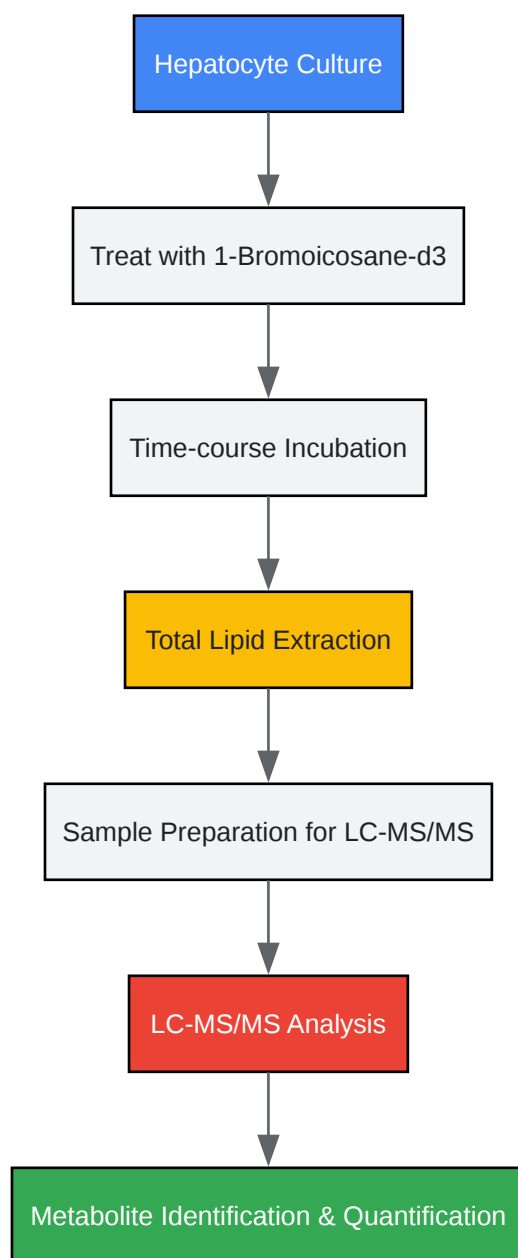 Hepatocyte Culture
Treat with 1-Bromoicosane-d3
Time-course Incubation
Total Lipid Extraction
Sample Preparation for LC-MS/MS
LC-MS/MS Analysis
Metabolite Identification & Quantification